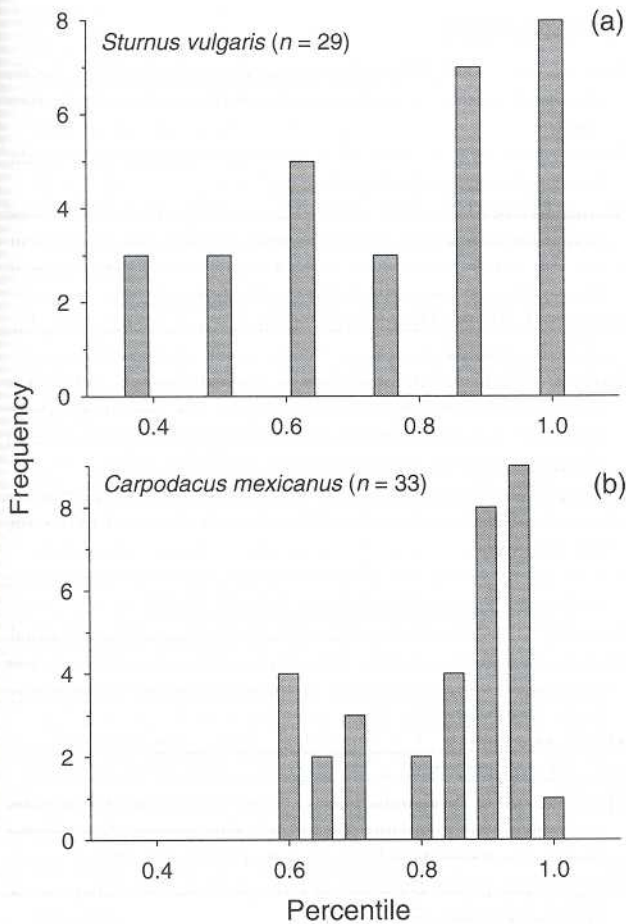 8
6
4
2
0
Sturnus vulgaris (n = 29)
(a)
0.4 0.6 0.8 1.0
Frequency
8
6
4
2
0
Carpodacus mexicanus (n = 33)
(b)
0.4 0.6 0.8 1.0
Percentile